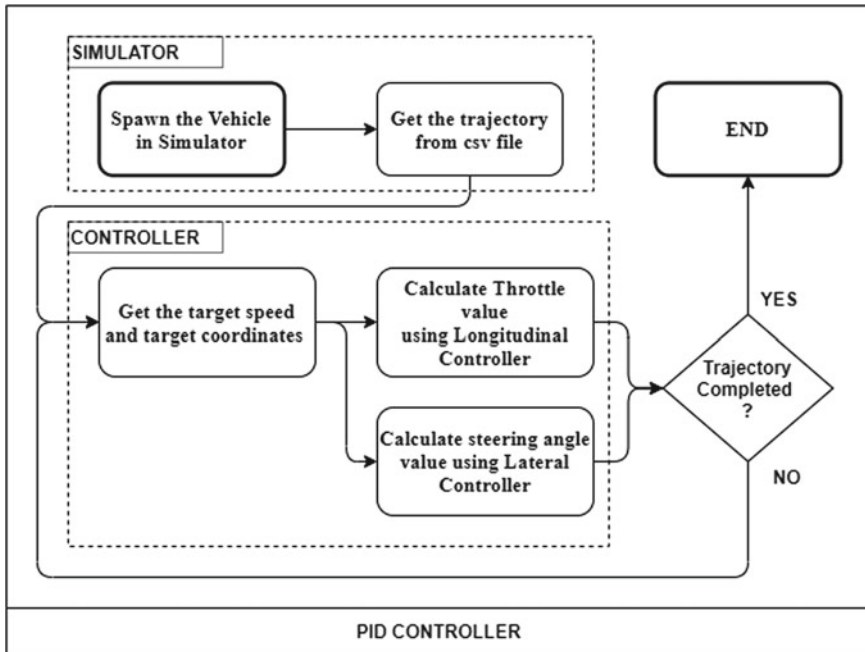 SIMULATOR
Spawn the Vehicle
in Simulator
Get the trajectory
from csv file
END
CONTROLLER
Get the target speed
and target coordinates
Calculate Throttle
value
using Longitudinal
Controller
Calculate steering angle
value using Lateral
Controller
YES
Trajectory
Completed
?
NO
PID CONTROLLER